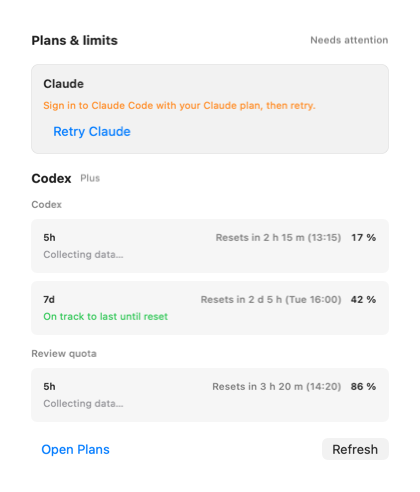 Plans & limits
Needs attention
Claude
Sign in to Claude Code with your Claude plan, then retry.
Retry Claude
Codex Plus
Codex
5h Resets in 2 h 15 m (13:15) 17 %
Collecting data...
7d Resets in 2 d 5 h (Tue 16:00) 42 %
On track to last until reset
Review quota
5h Resets in 3 h 20 m (14:20) 86 %
Collecting data...
Open Plans
Refresh